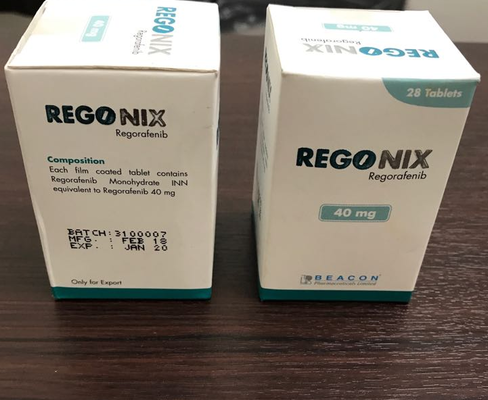 REGONIX
Regorafenib
40 mg
REGONIX
Regorafenib
Composition
Each film coated tablet contains
Regorafenib Monohydrate INN
equivalent to Regorafenib 40 mg
BATCH:3100007
MFG. : FEB 18
EXP. : JAN 20
Only for Export
REGONIX
Regorafenib
40 mg
28 Tablets
REGONIX
Regorafenib
40 mg
BEACON
Pharmaceuticals Limited